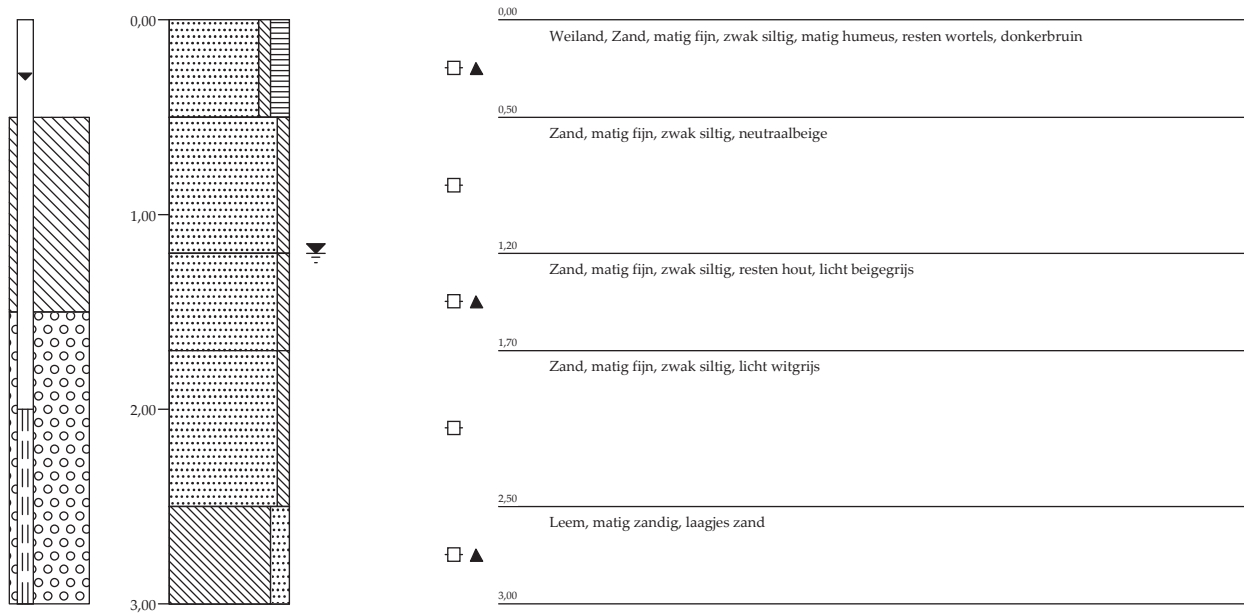 0,00
1,00
2,00
3,00
0,00
Weiland, Zand, matig fijn, zwak siltig, matig humeus, resten wortels, donkerbruin
0,50
Zand, matig fijn, zwak siltig, neutraalbeige
1,20
Zand, matig fijn, zwak siltig, resten hout, licht beigegrijs
1,70
Zand, matig fijn, zwak siltig, licht witgrijs
2,50
Leem, matig zandig, laagjes zand
3,00